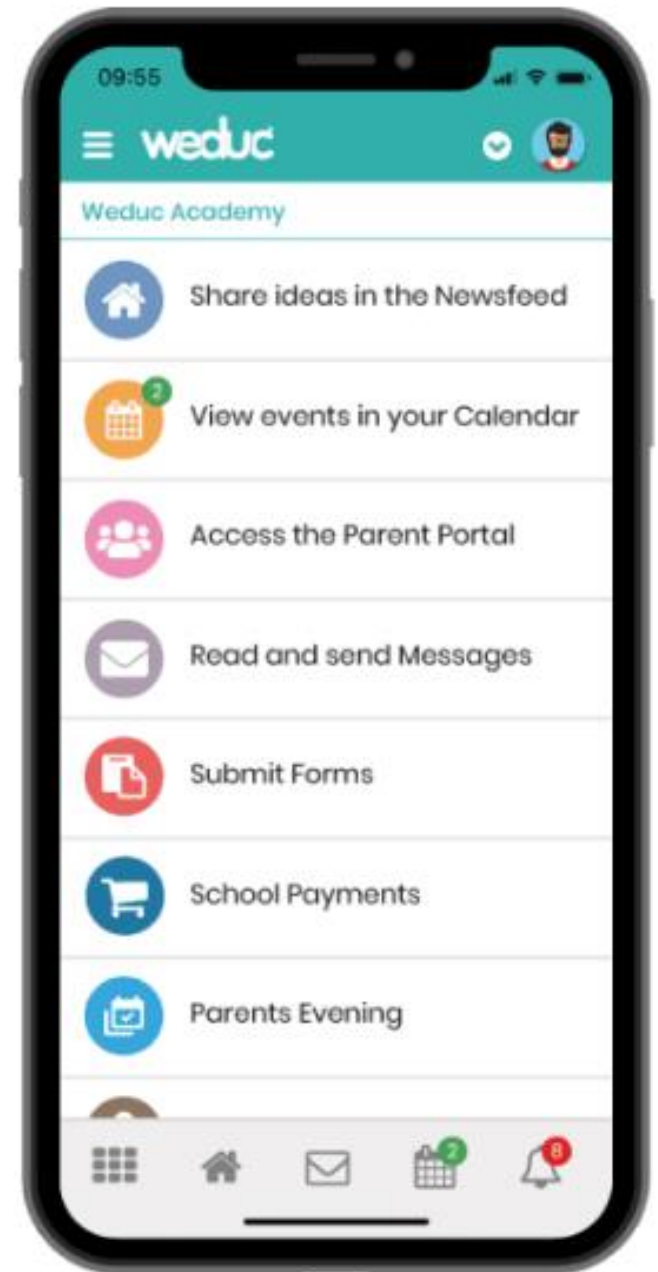 09:55
weduc
Weduc Academy
Share ideas in the Newsfeed
2
View events in your Calendar
Access the Parent Portal
Read and send Messages
Submit Forms
School Payments
Parents Evening
2
8